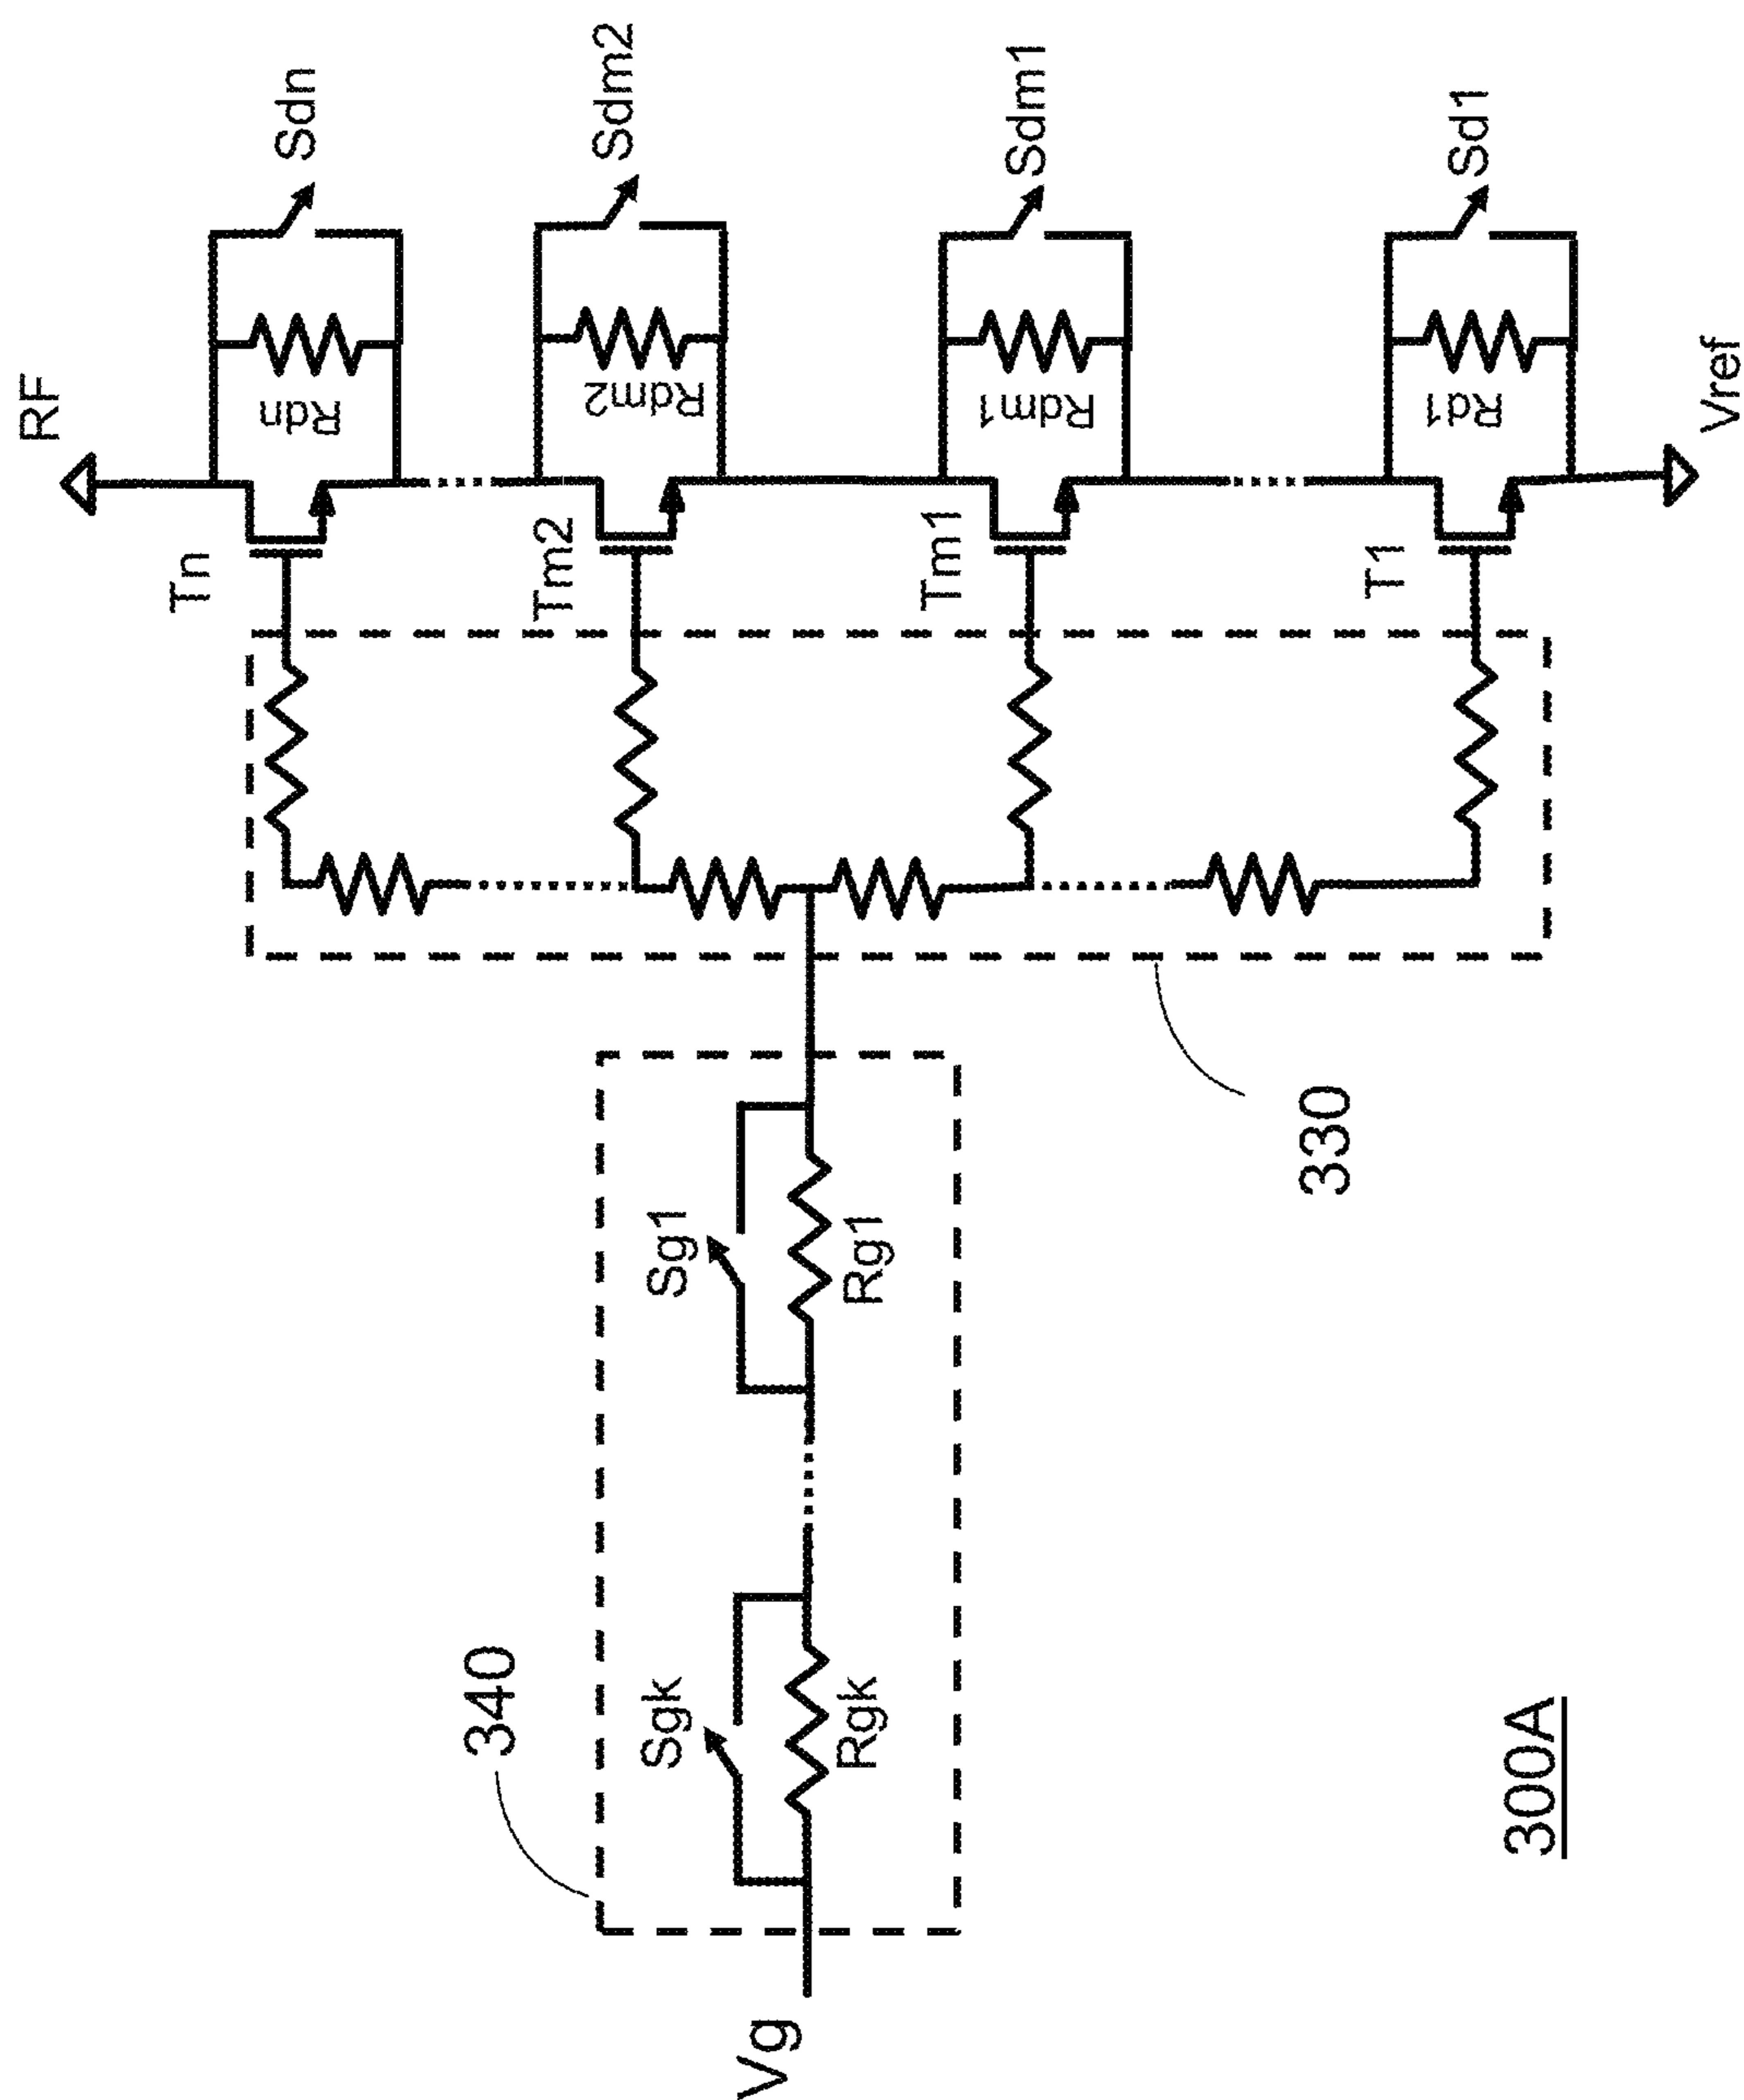 RF
Sdn
Rdn
Tn
Sdm2
Rdm2
Tm2
Sdm1
Rdm1
Tm1
Sd1
Rd1
T1
Vref
330
340
Sg1
Rg1
Sgk
Rgk
Vg
300A